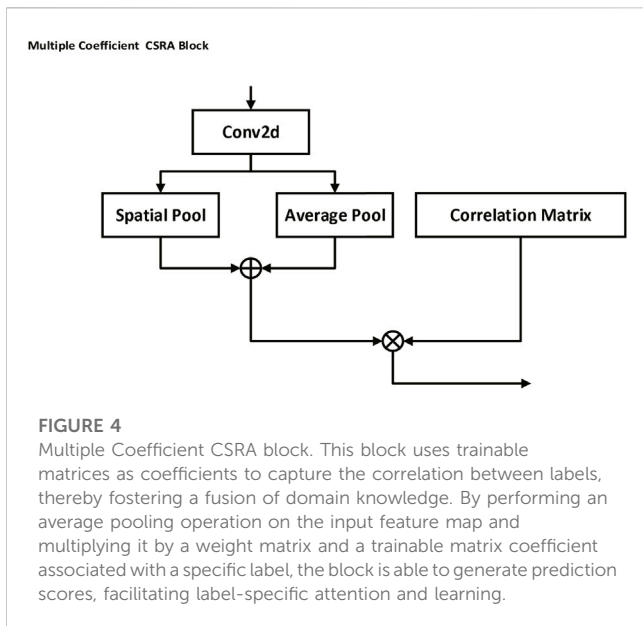 Multiple Coefficient CSRA Block
Conv2d
Spatial Pool
Average Pool
Correlation Matrix
FIGURE 4
Multiple Coefficient CSRA block. This block uses trainable
matrices as coefficients to capture the correlation between labels,
thereby fostering a fusion of domain knowledge. By performing an
average pooling operation on the input feature map and
multiplying it by a weight matrix and a trainable matrix coefficient
associated with a specific label, the block is able to generate prediction
scores, facilitating label-specific attention and learning.